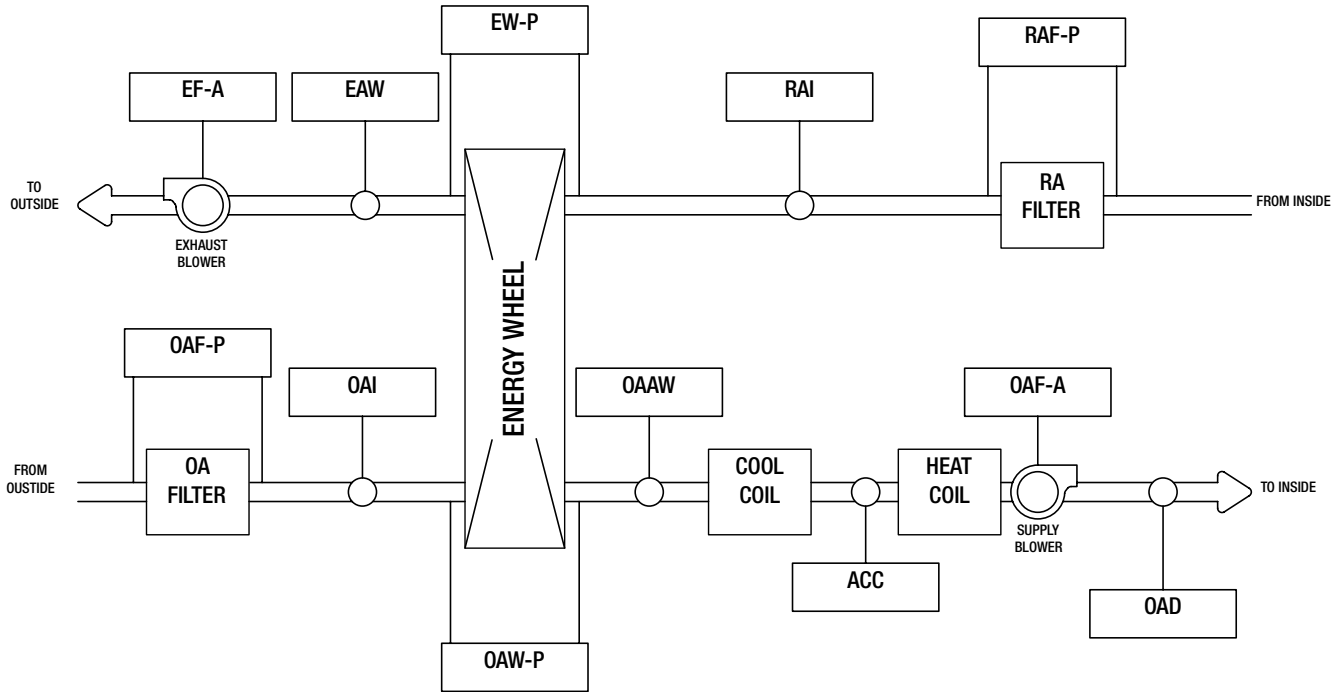 EW-P
RAF-P
EF-A
EAW
RAI
TO
OUTSIDE
RA
FILTER
FROM INSIDE
EXHAUST
BLOWER
ENERGY WHEEL
OAF-P
OAI
OAAW
OAF-A
FROM
OUSTIDE
OA
FILTER
COOL
COIL
HEAT
COIL
TO INSIDE
SUPPLY
BLOWER
ACC
OAD
OAW-P